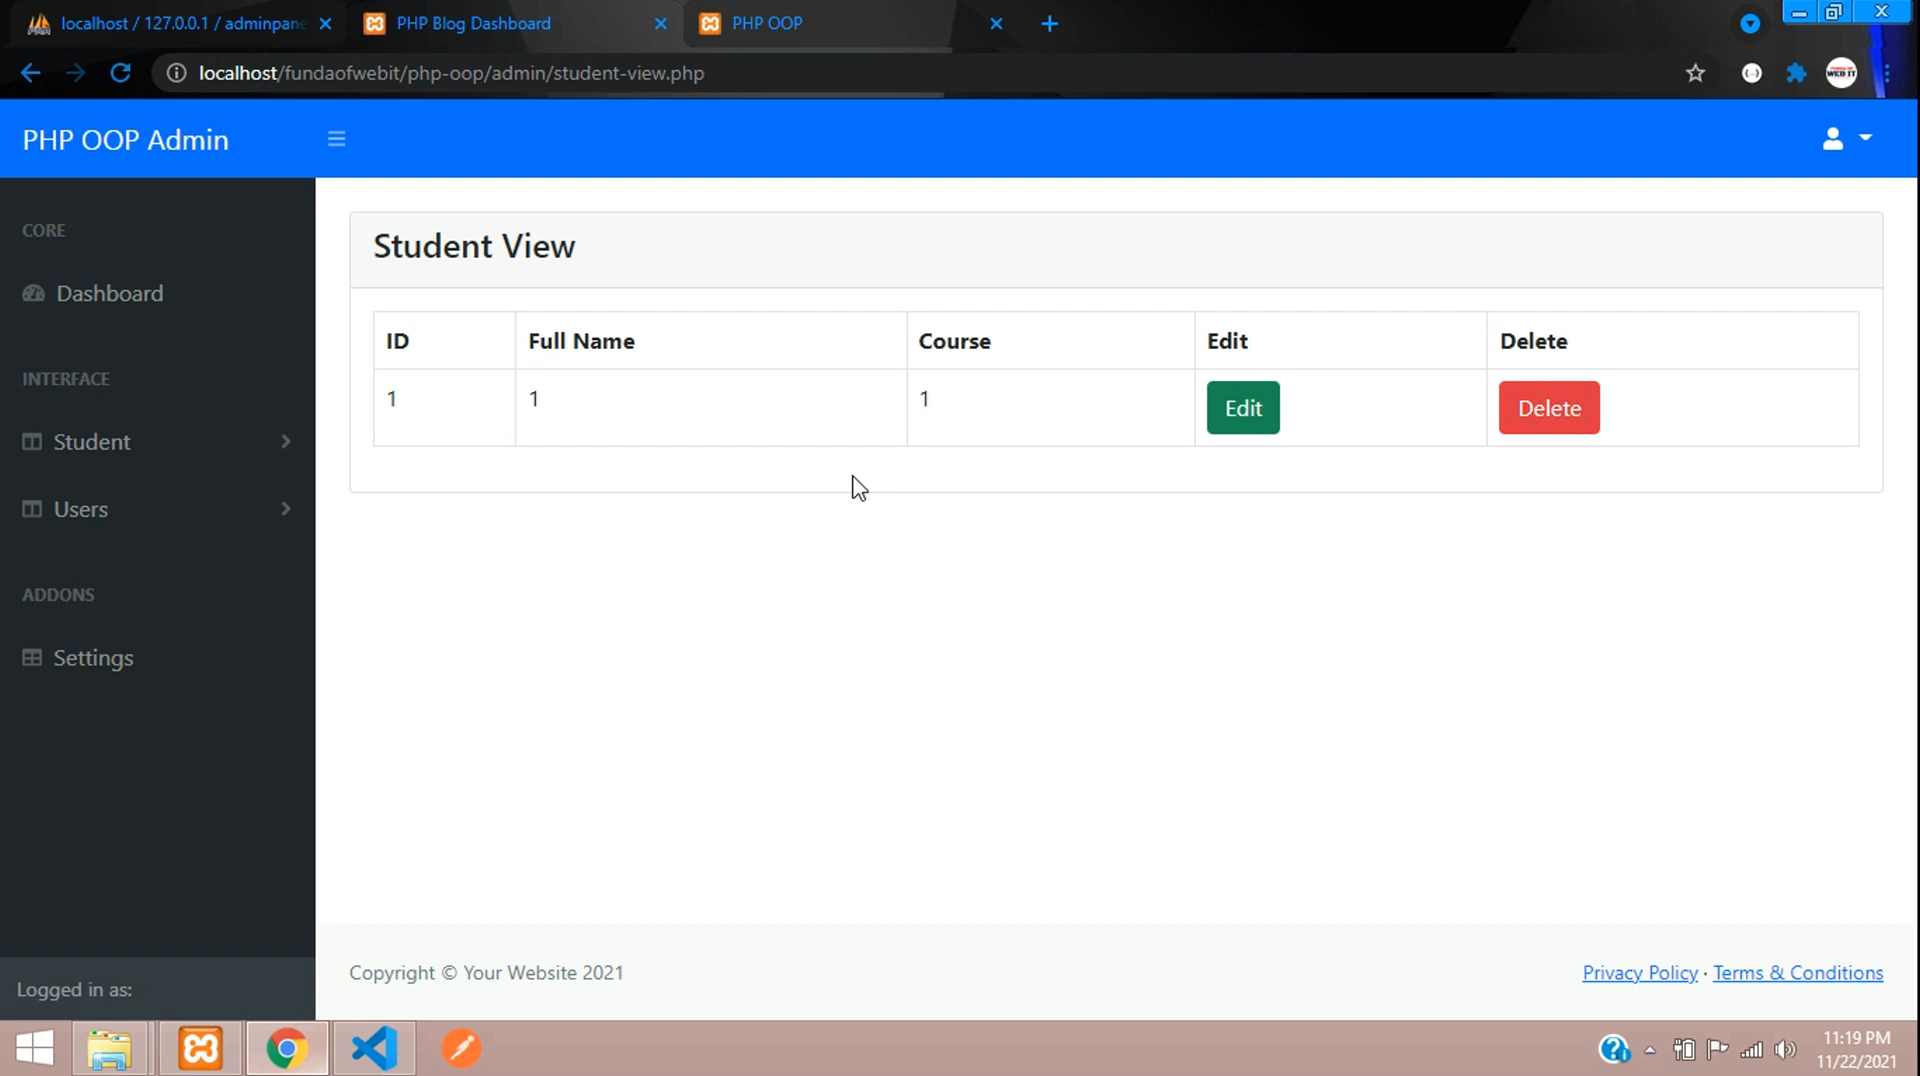 localhost / 127.0.0.1 / adminpane
PHP Blog Dashboard
PHP OOP
localhost/fundaofwebit/php-oop/admin/student-view.php
WEB IT
PHP OOP Admin
CORE
Dashboard
INTERFACE
Student
Users
ADDONS
Settings
Logged in as:
Student View
ID Full Name Course Edit Delete
1 1 1 Edit Delete
Copyright © Your Website 2021
Privacy Policy · Terms & Conditions
11:19 PM
11/22/2021